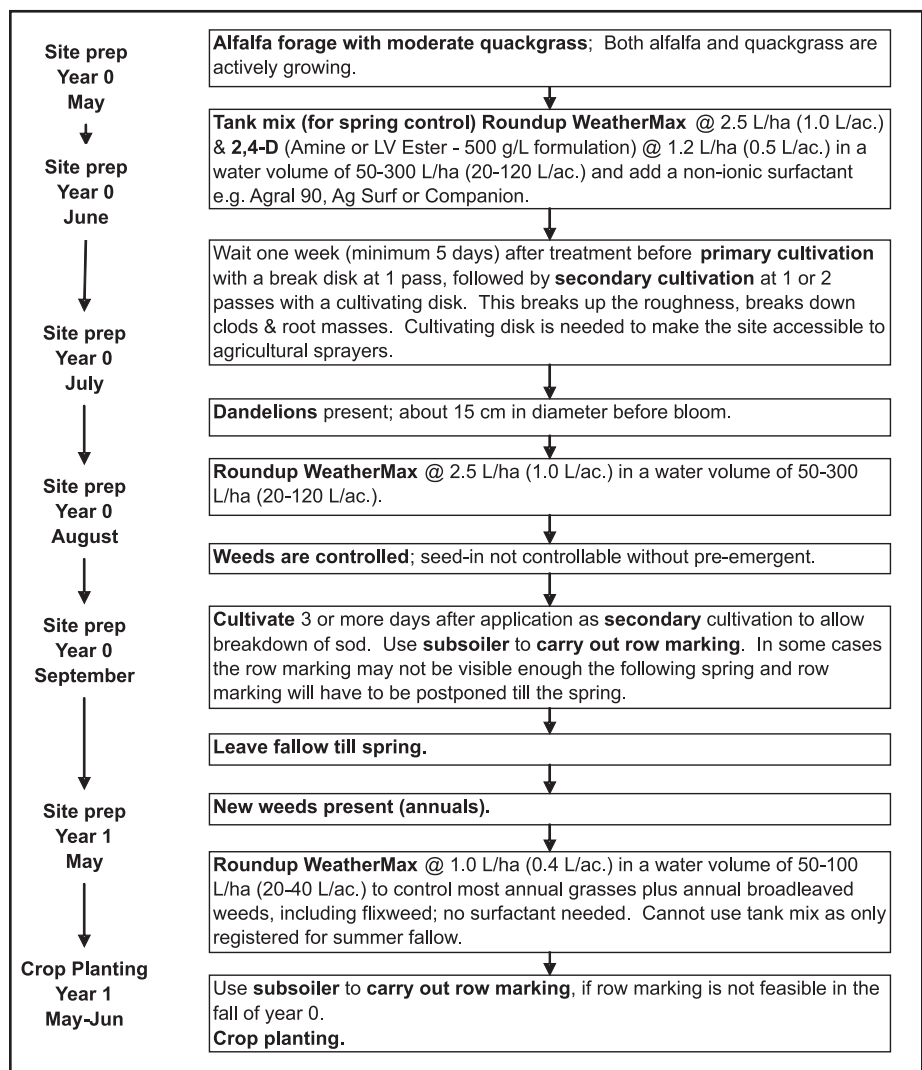 Site prep
Year 0
May
Site prep
Year 0
June
Site prep
Year 0
July
Site prep
Year 0
August
Site prep
Year 0
September
Site prep
Year 1
May
Crop Planting
Year 1
May-Jun
Alfalfa forage with moderate quackgrass; Both alfalfa and quackgrass are
actively growing.
Tank mix (for spring control) Roundup WeatherMax @ 2.5 L/ha (1.0 L/ac.)
& 2,4-D (Amine or LV Ester - 500 g/L formulation) @ 1.2 L/ha (0.5 L/ac.) in a
water volume of 50-300 L/ha (20-120 L/ac.) and add a non-ionic surfactant
e.g. Agral 90, Ag Surf or Companion.
Wait one week (minimum 5 days) after treatment before primary cultivation
with a break disk at 1 pass, followed by secondary cultivation at 1 or 2
passes with a cultivating disk. This breaks up the roughness, breaks down
clods & root masses. Cultivating disk is needed to make the site accessible to
agricultural sprayers.
Dandelions present; about 15 cm in diameter before bloom.
Roundup WeatherMax @ 2.5 L/ha (1.0 L/ac.) in a water volume of 50-300
L/ha (20-120 L/ac.).
Weeds are controlled; seed-in not controllable without pre-emergent.
Cultivate 3 or more days after application as secondary cultivation to allow
breakdown of sod. Use subsoiler to carry out row marking. In some cases
the row marking may not be visible enough the following spring and row
marking will have to be postponed till the spring.
Leave fallow till spring.
New weeds present (annuals).
Roundup WeatherMax @ 1.0 L/ha (0.4 L/ac.) in a water volume of 50-100
L/ha (20-40 L/ac.) to control most annual grasses plus annual broadleaved
weeds, including flixweed; no surfactant needed. Cannot use tank mix as only
registered for summer fallow.
Use subsoiler to carry out row marking, if row marking is not feasible in the
fall of year 0.
Crop planting.